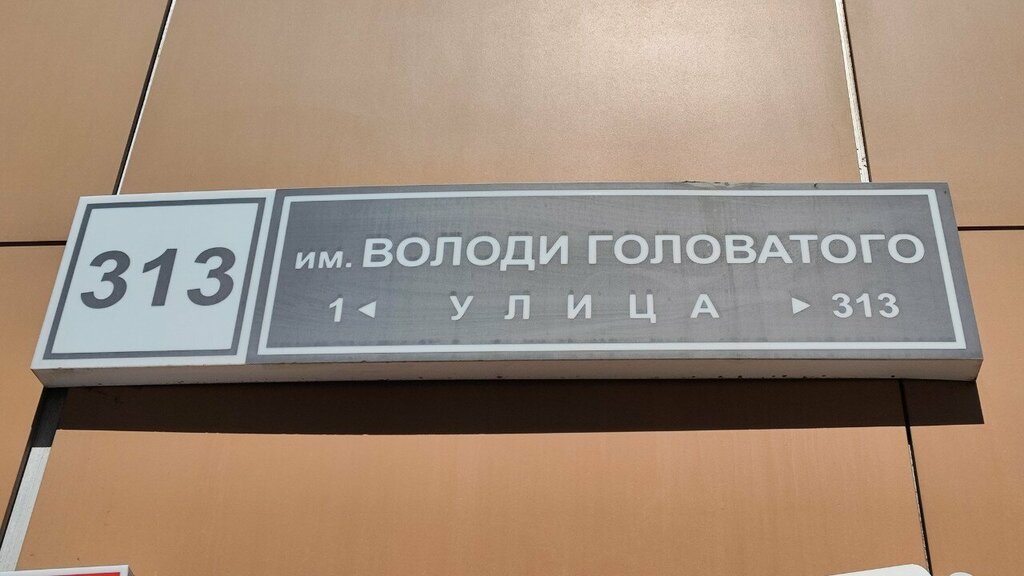 313
им. ВОЛОДИ ГОЛОВАТОГО
1 ◄ УЛИЦА ► 313